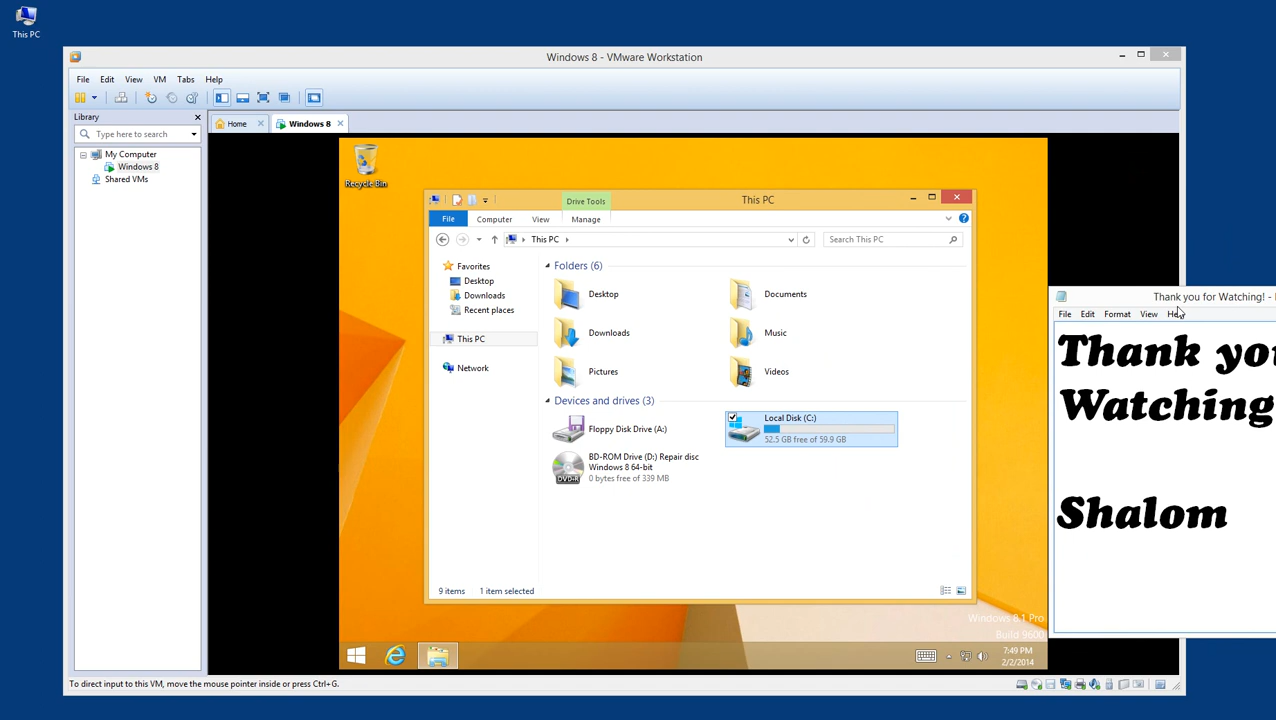 This PC
Windows 8 - VMware Workstation
File Edit View VM Tabs Help
Library
Type here to search
My Computer
Windows 8
Shared VMs
Home
Windows 8
Recycle Bin
Drive Tools
This PC
File Computer View Manage
This PC
Search This PC
Favorites
Desktop
Downloads
Recent places
This PC
Network
Folders (6)
Desktop
Documents
Downloads
Music
Pictures
Videos
Devices and drives (3)
Floppy Disk Drive (A:)
Local Disk (C:)
52.5 GB free of 59.9 GB
BD-ROM Drive (D:) Repair disc
Windows 8 64-bit
0 bytes free of 339 MB
DVD-R
9 items 1 item selected
Windows 8.1 Pro
Build 9600
7:49 PM
2/2/2014
To direct input to this VM, move the mouse pointer inside or press Ctrl+G.
Thank you for Watching! -
File Edit Format View Help
Thank you
Watching
Shalom